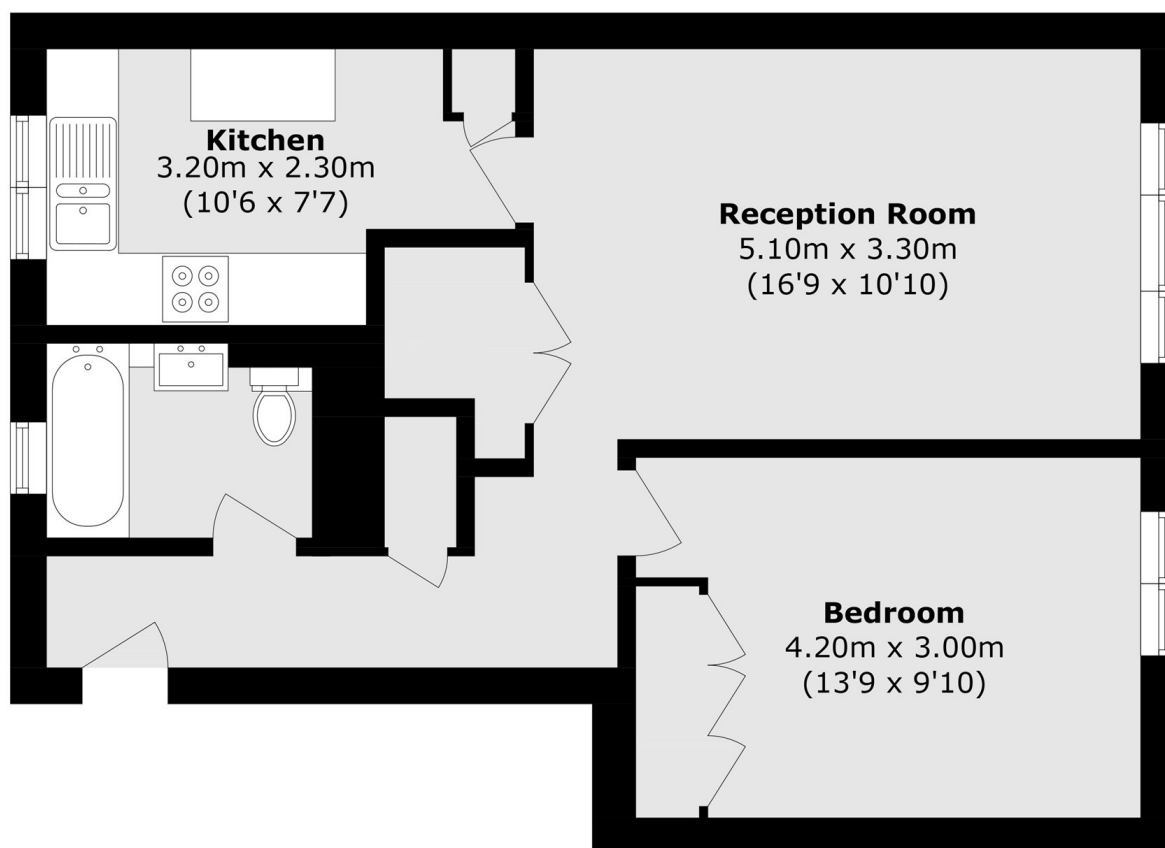 Kitchen
3.20m x 2.30m
(10'6 x 7'7)
Reception Room
5.10m x 3.30m
(16'9 x 10'10)
Bedroom
4.20m x 3.00m
(13'9 x 9'10)